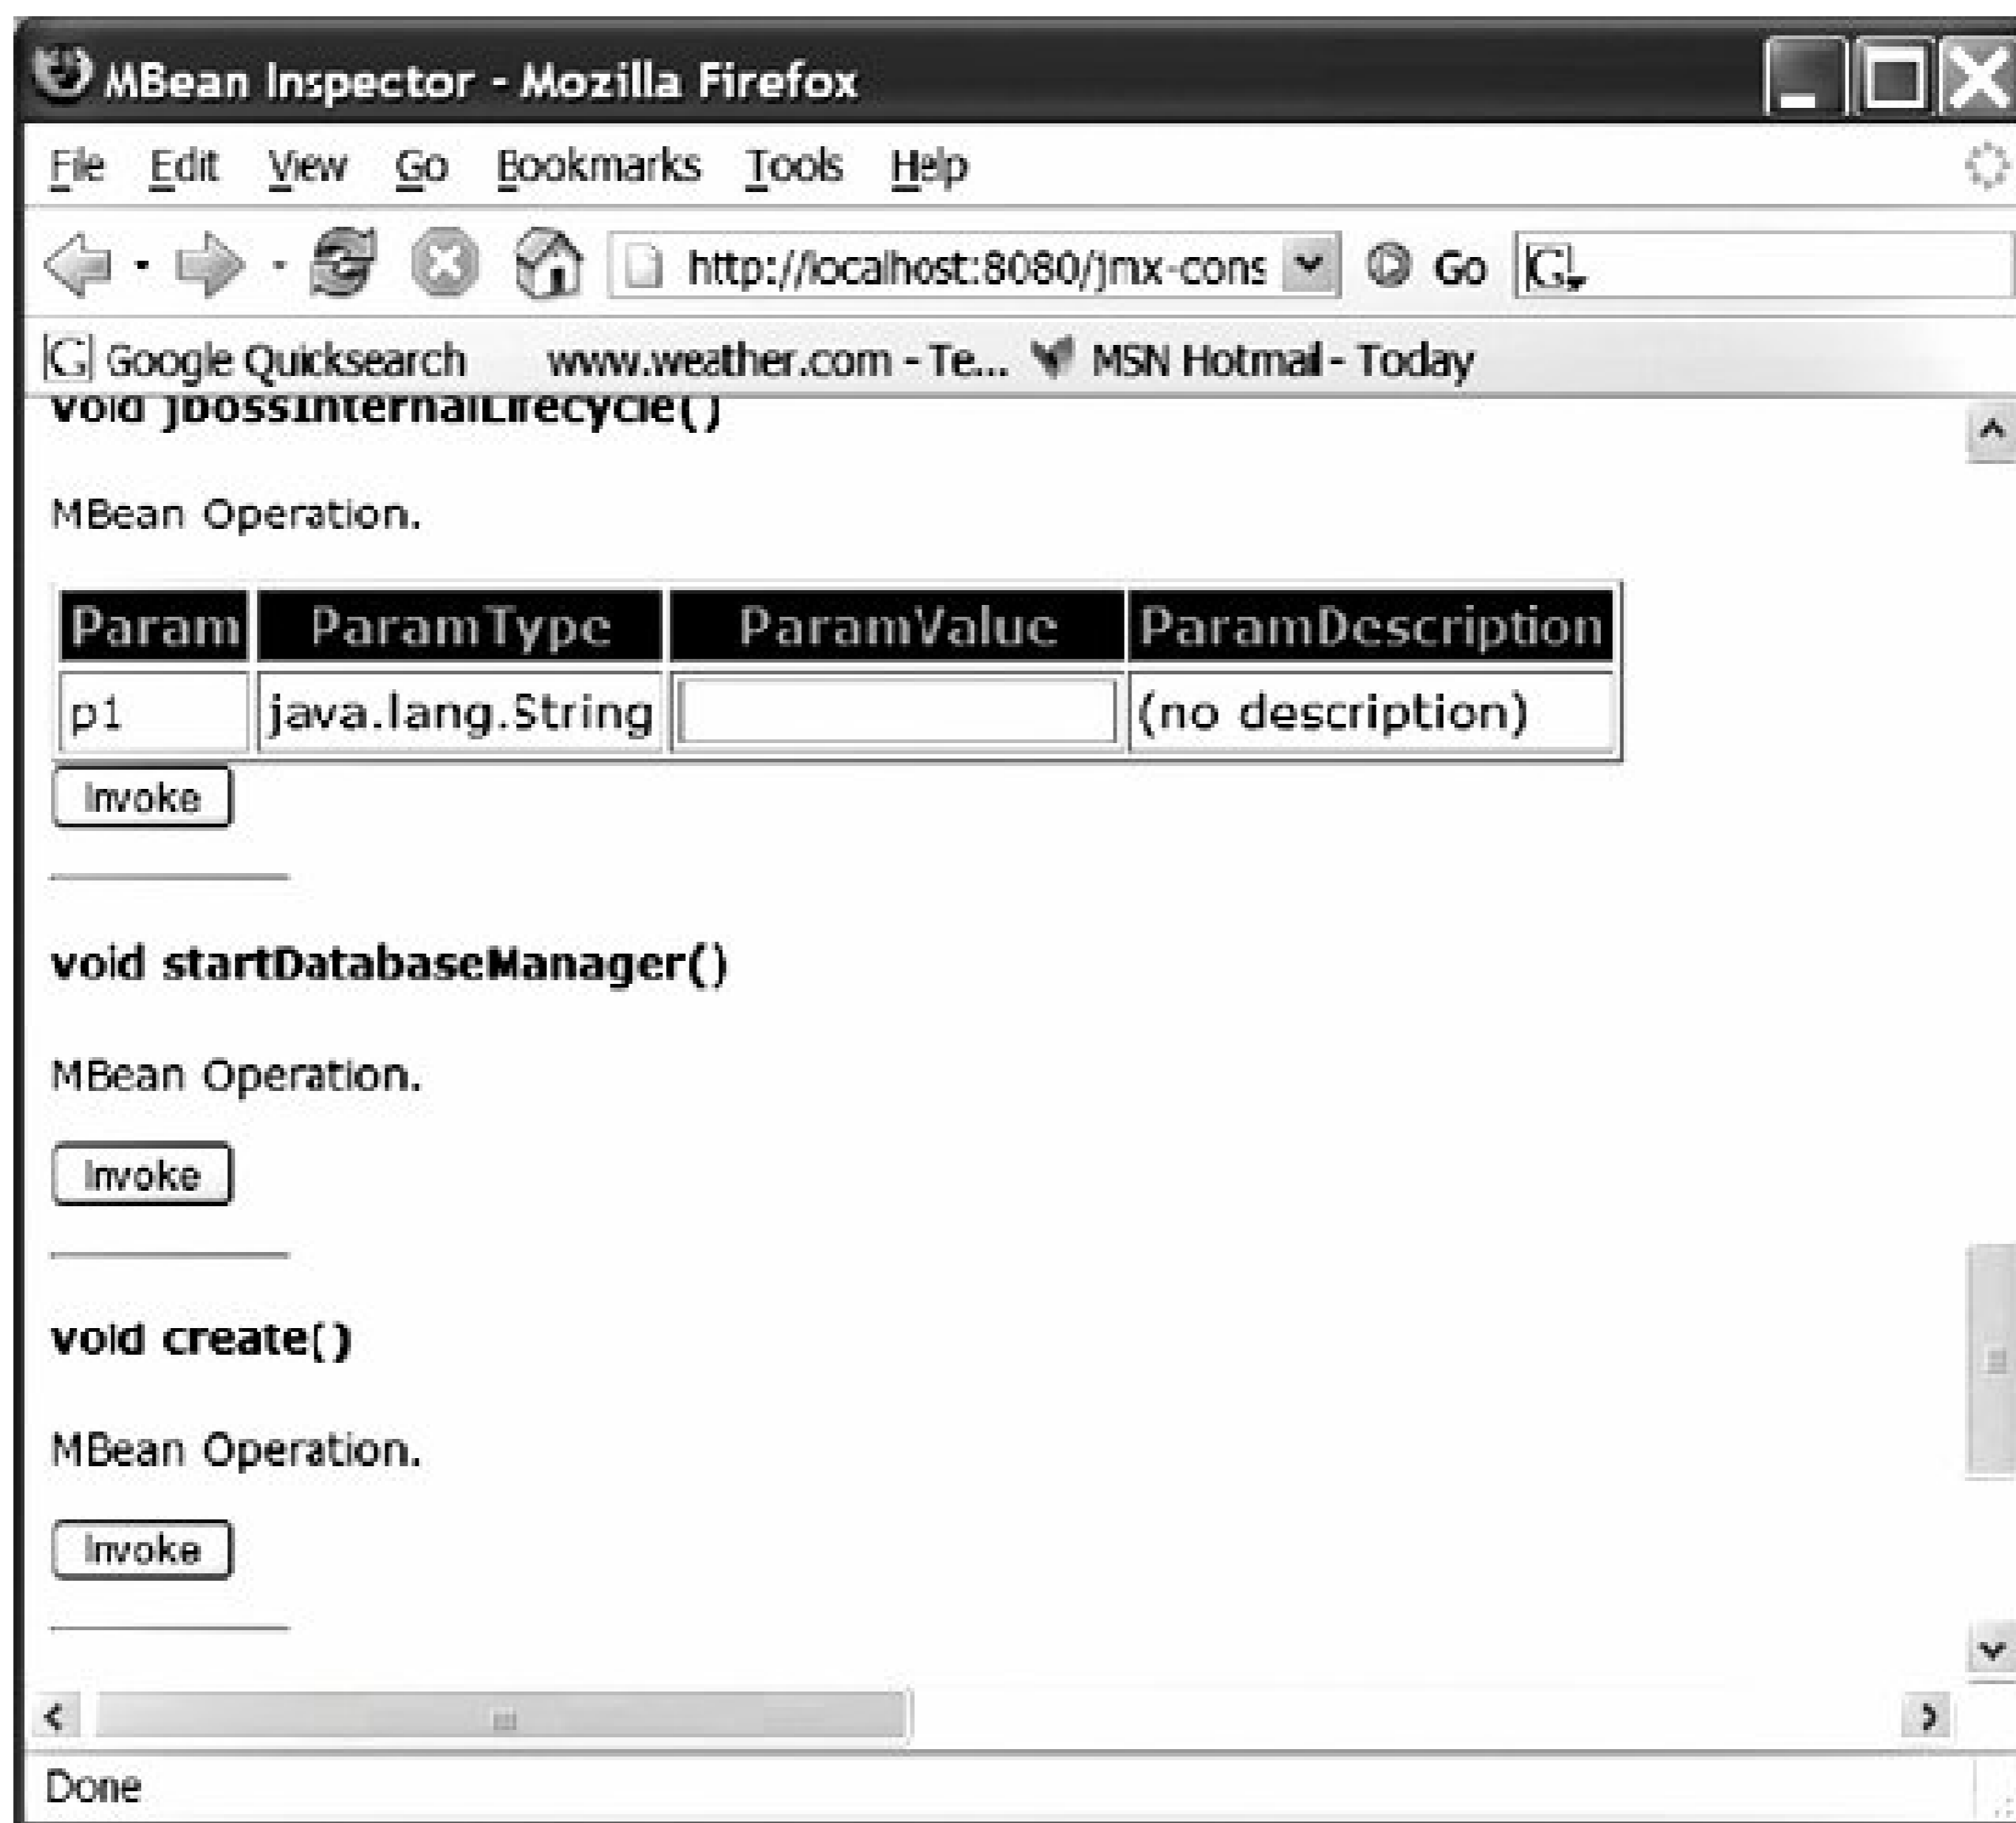 MBean Inspector - Mozilla Firefox
File Edit View Go Bookmarks Tools Help
http://localhost:8080/jmx-cons Go G
G Google Quicksearch www.weather.com - Te... MSN Hotmail - Today
void jbossInternalLifecycle()
MBean Operation.
Param ParamType ParamValue ParamDescription
p1 java.lang.String (no description)
Invoke
void startDatabaseManager()
MBean Operation.
Invoke
void create()
MBean Operation.
Invoke
Done